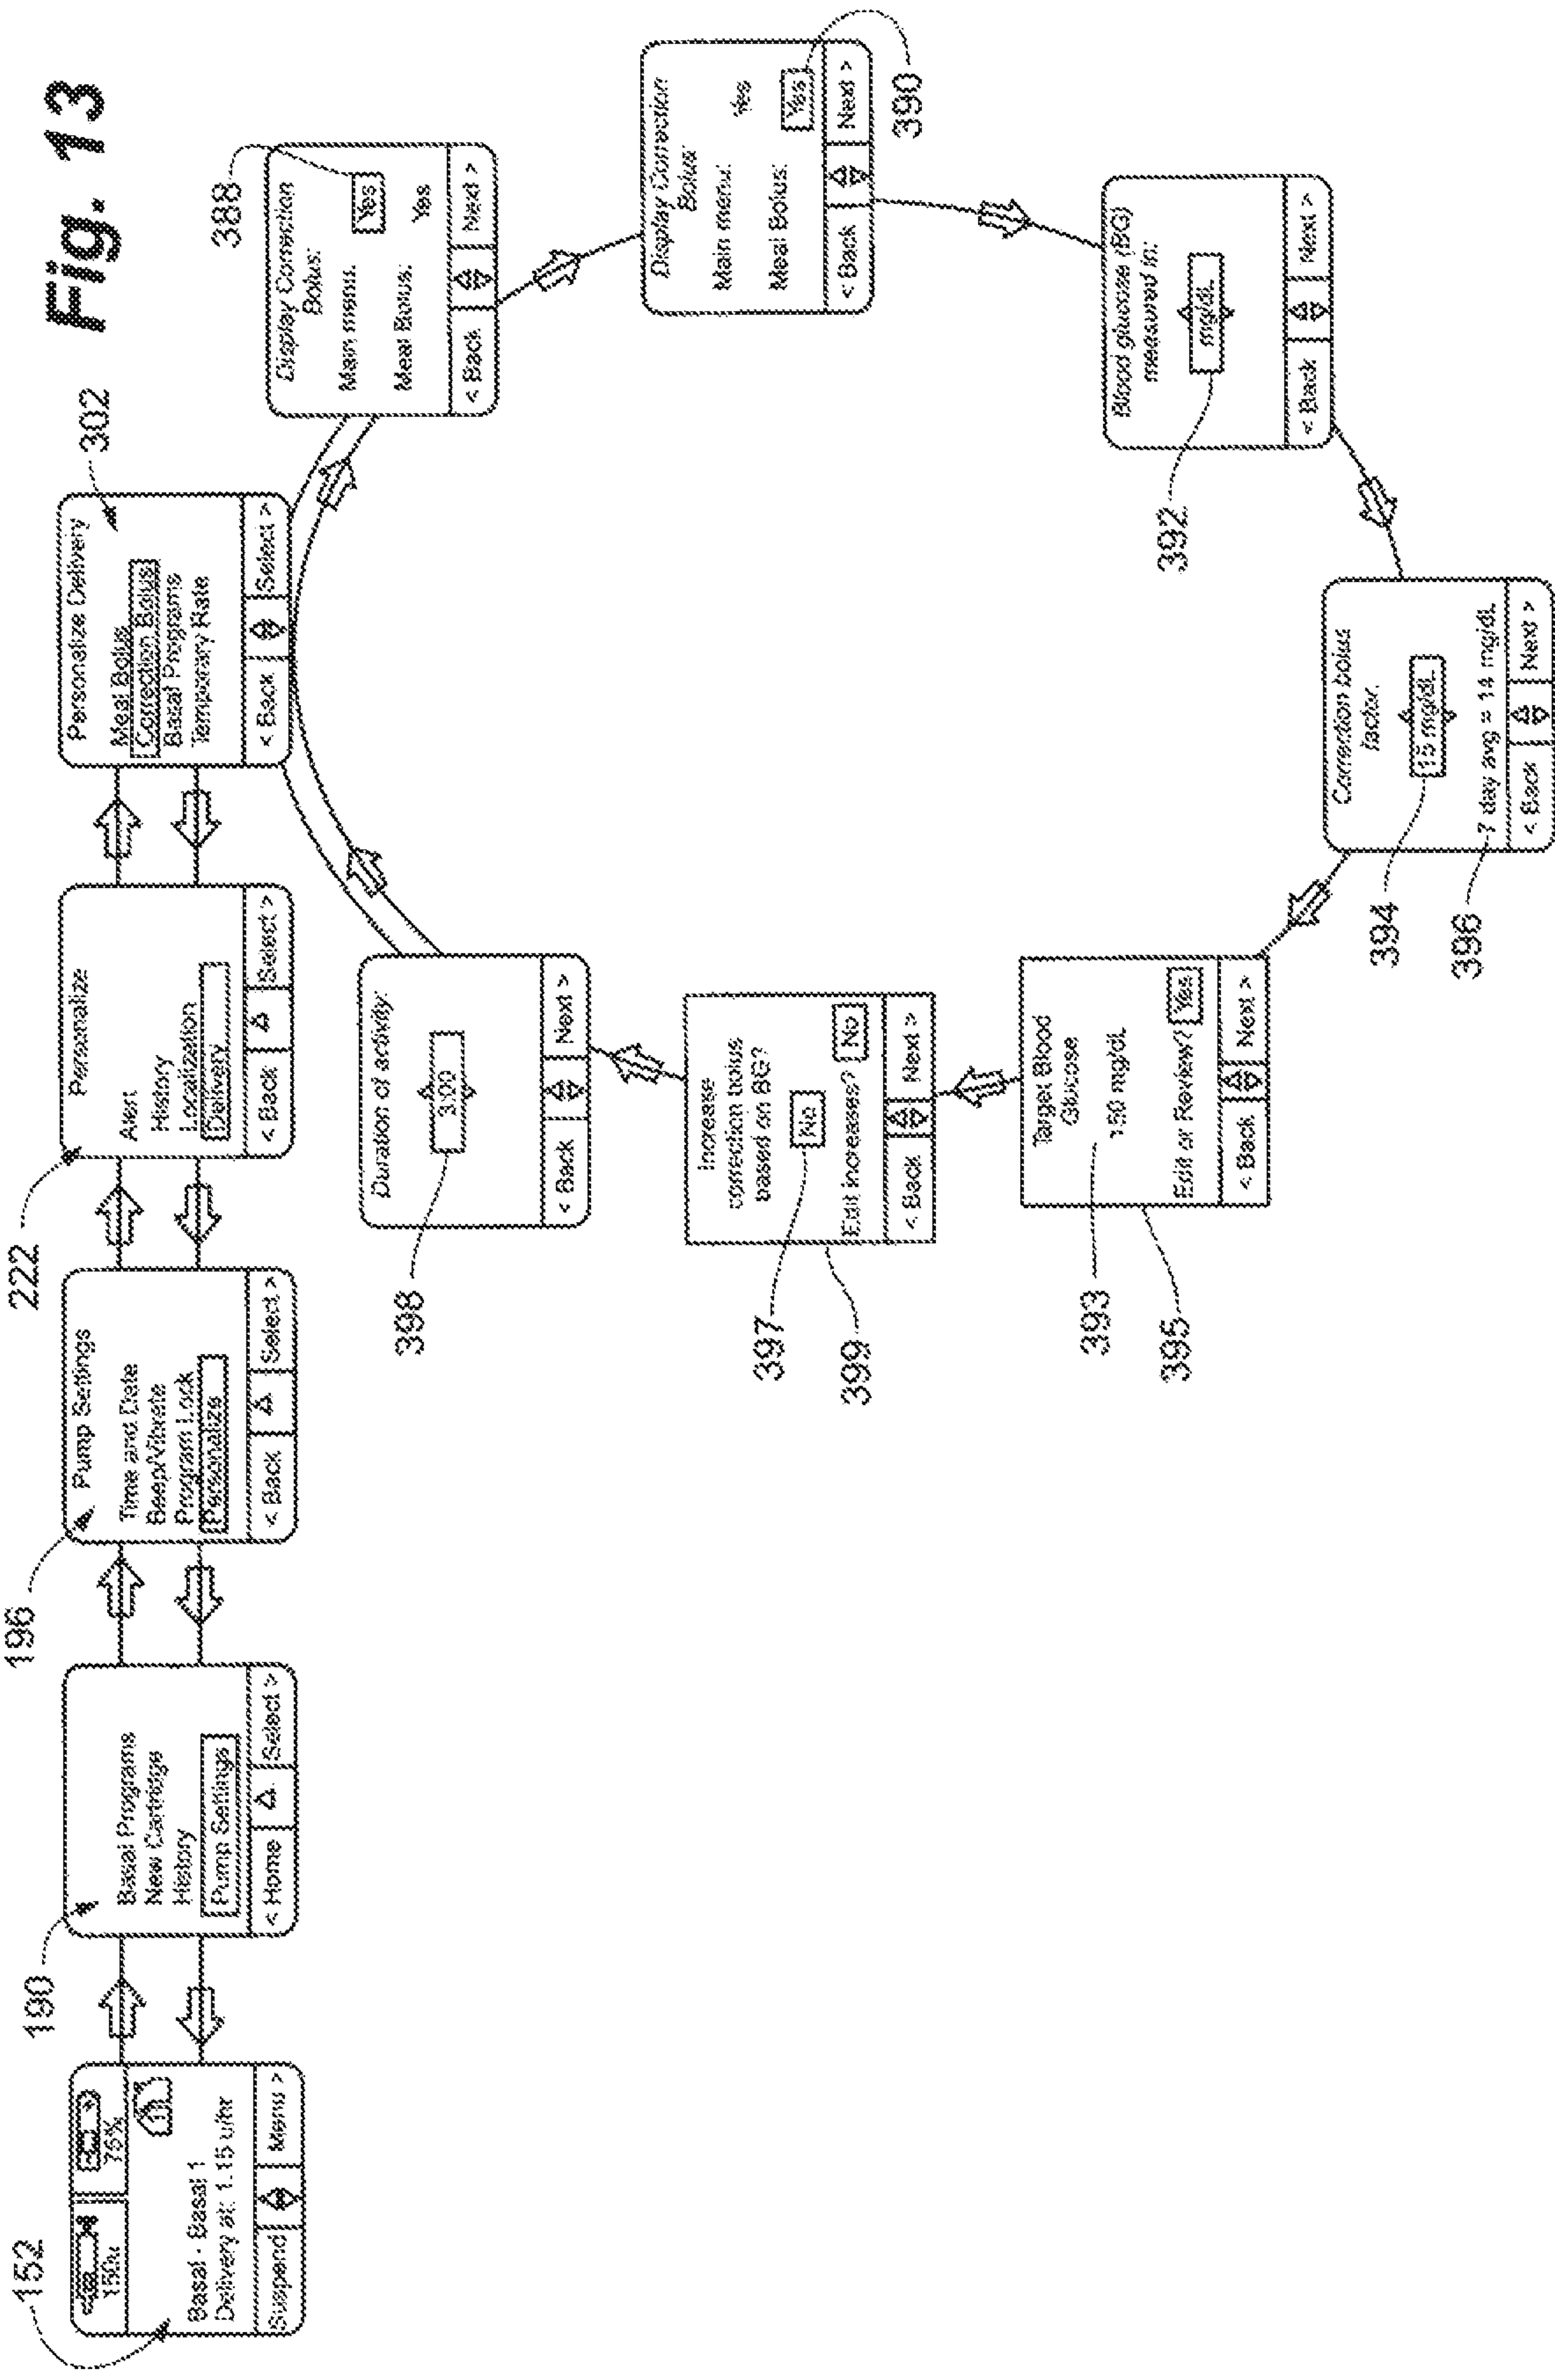 Fig. 13
152
150u
75%
Basal - Basal 1
Delivery at: 1.15 u/hr
Suspend
Menu >
190
Basal Programs
New Cartridge
History
Pump Settings
< Home
Select >
196
Pump Settings
Time and Date
Beep/Vibrate
Program Lock
Personalize
< Back
Select >
222
Personalize
Alert
History
Localization
Delivery
< Back
Select >
302
Personalize Delivery
Meal Bolus
Correction Bolus
Basal Programs
Temporary Rate
< Back
Select >
388
Display Correction
Bolus:
Main menu: Yes
Meal Bolus: Yes
< Back
Next >
Display Correction
Bolus:
Main menu: Yes
Meal Bolus: Yes
< Back
Next >
390
Blood glucose (BG)
measured in:
mg/dL
< Back
Next >
392
Correction bolus
factor.
15 mg/dL
7 day avg = 14 mg/dL
< Back
Next >
394
396
Target Blood
Glucose
150 mg/dL
Edit or Review? Yes
< Back
Next >
393
395
Increase
correction bolus
based on BG?
No
Edit increases? No
< Back
Next >
397
399
Duration of activity:
3:00
< Back
Next >
398